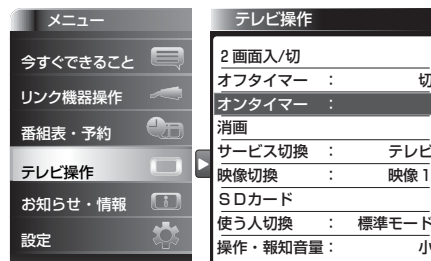 メニュー
今すぐできること
リンク機器操作
番組表・予約
テレビ操作
お知らせ・情報
設定
テレビ操作
2画面入/切
オフタイマー : 切
オンタイマー :
消画
サービス切換 : テレビ
映像切換 : 映像1
SDカード
使う人切換 : 標準モード
操作・報知音量: 小